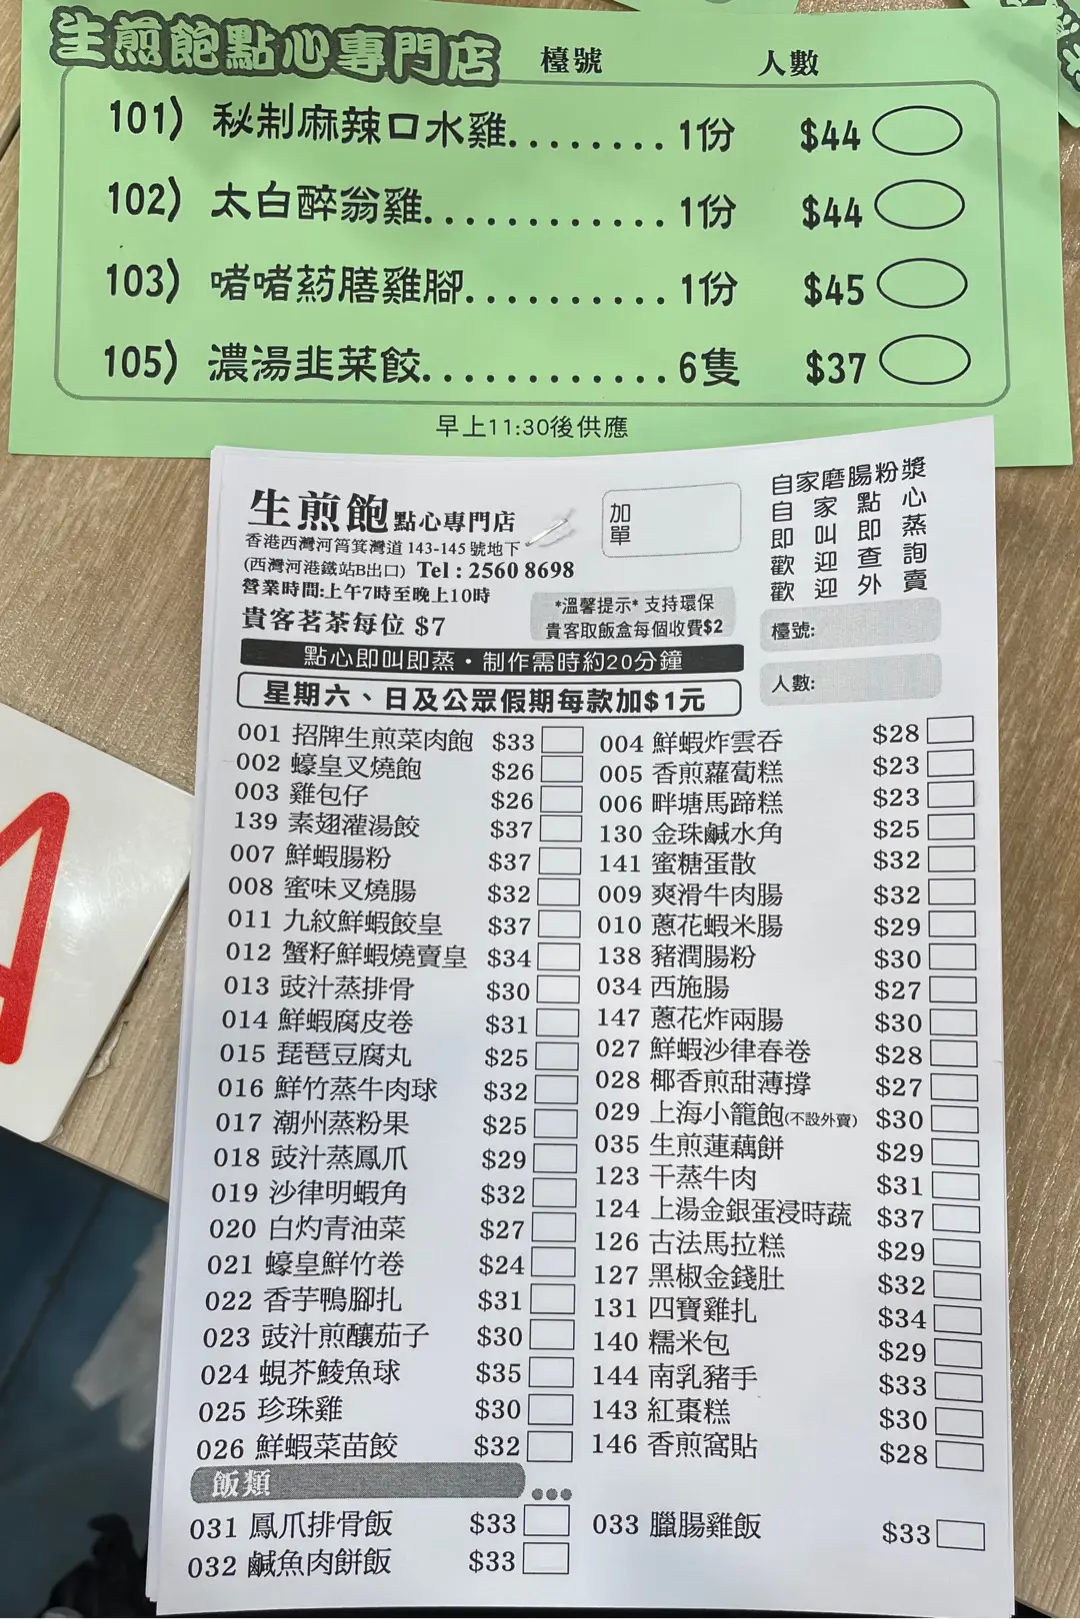 生煎飽點心專門店 檯號 人數
101) 秘制麻辣口水雞........ 1份 $44
102) 太白醉翁雞............ 1份 $44
103) 啫啫葯膳雞腳.......... 1份 $45
105) 濃湯韭菜餃............ 6隻 $37
早上11:30後供應
生煎飽點心專門店
香港西灣河筲箕灣道 143-145 號地下
(西灣河港鐵站B出口) Tel : 2560 8698
營業時間:上午7時至晚上10時
貴客茗茶每位 $7
加單
*溫馨提示* 支持環保
貴客取飯盒每個收費$2
自家磨腸粉漿
自家點心
即叫即蒸
歡迎查詢
歡迎外賣
檯號:
人數:
點心即叫即蒸・制作需時約20分鐘
星期六、日及公眾假期每款加$1元
001 招牌生煎菜肉飽 $33
002 蠔皇叉燒飽 $26
003 雞包仔 $26
139 素翅灌湯餃 $37
007 鮮蝦腸粉 $37
008 蜜味叉燒腸 $32
011 九紋鮮蝦餃皇 $37
012 蟹籽鮮蝦燒賣皇 $34
013 豉汁蒸排骨 $30
014 鮮蝦腐皮卷 $31
015 琵琶豆腐丸 $25
016 鮮竹蒸牛肉球 $32
017 潮州蒸粉果 $25
018 豉汁蒸鳳爪 $29
019 沙律明蝦角 $32
020 白灼青油菜 $27
021 蠔皇鮮竹卷 $24
022 香芋鴨腳扎 $31
023 豉汁煎釀茄子 $30
024 蜆芥鯪魚球 $35
025 珍珠雞 $30
026 鮮蝦菜苗餃 $32
004 鮮蝦炸雲吞 $28
005 香煎蘿蔔糕 $23
006 畔塘馬蹄糕 $23
130 金珠鹹水角 $25
141 蜜糖蛋散 $32
009 爽滑牛肉腸 $32
010 蔥花蝦米腸 $29
138 豬潤腸粉 $30
034 西施腸 $27
147 蔥花炸兩腸 $30
027 鮮蝦沙律春卷 $28
028 椰香煎甜薄撐 $27
029 上海小籠飽(不設外賣) $30
035 生煎蓮藕餅 $29
123 干蒸牛肉 $31
124 上湯金銀蛋浸時蔬 $37
126 古法馬拉糕 $29
127 黑椒金錢肚 $32
131 四寶雞扎 $34
140 糯米包 $29
144 南乳豬手 $33
143 紅棗糕 $30
146 香煎窩貼 $28
飯類
031 鳳爪排骨飯 $33
032 鹹魚肉餅飯 $33
033 臘腸雞飯 $33